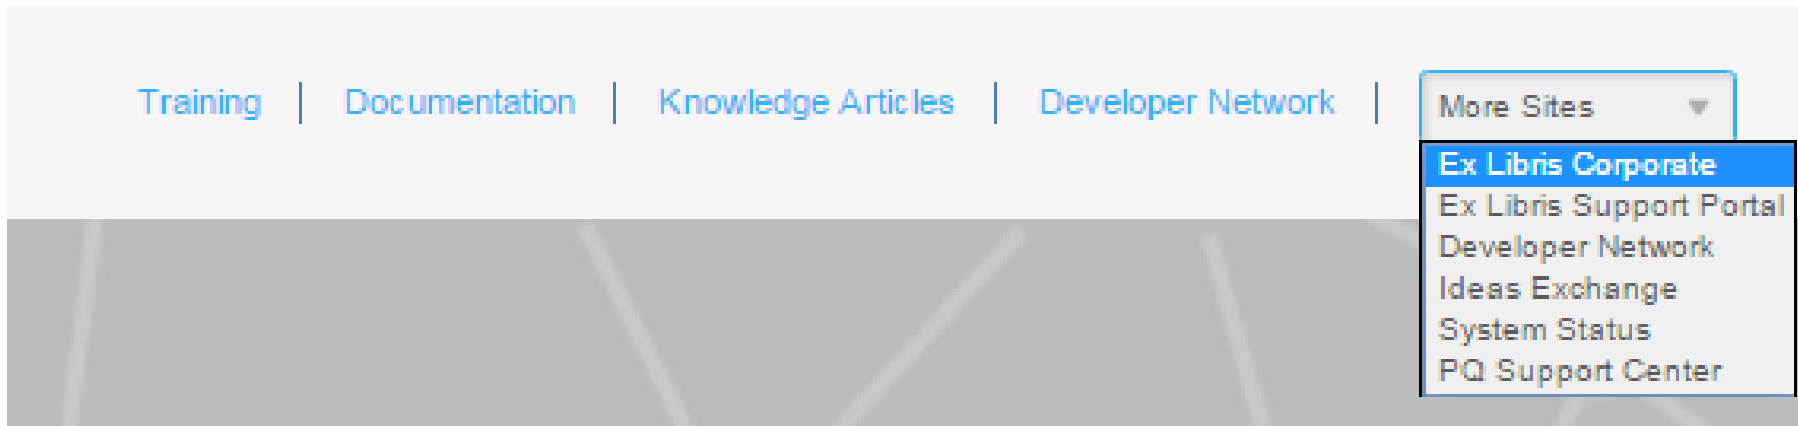 Training | Documentation | Knowledge Articles | Developer Network | More Sites
Ex Libris Corporate
Ex Libris Support Portal
Developer Network
Ideas Exchange
System Status
PQ Support Center